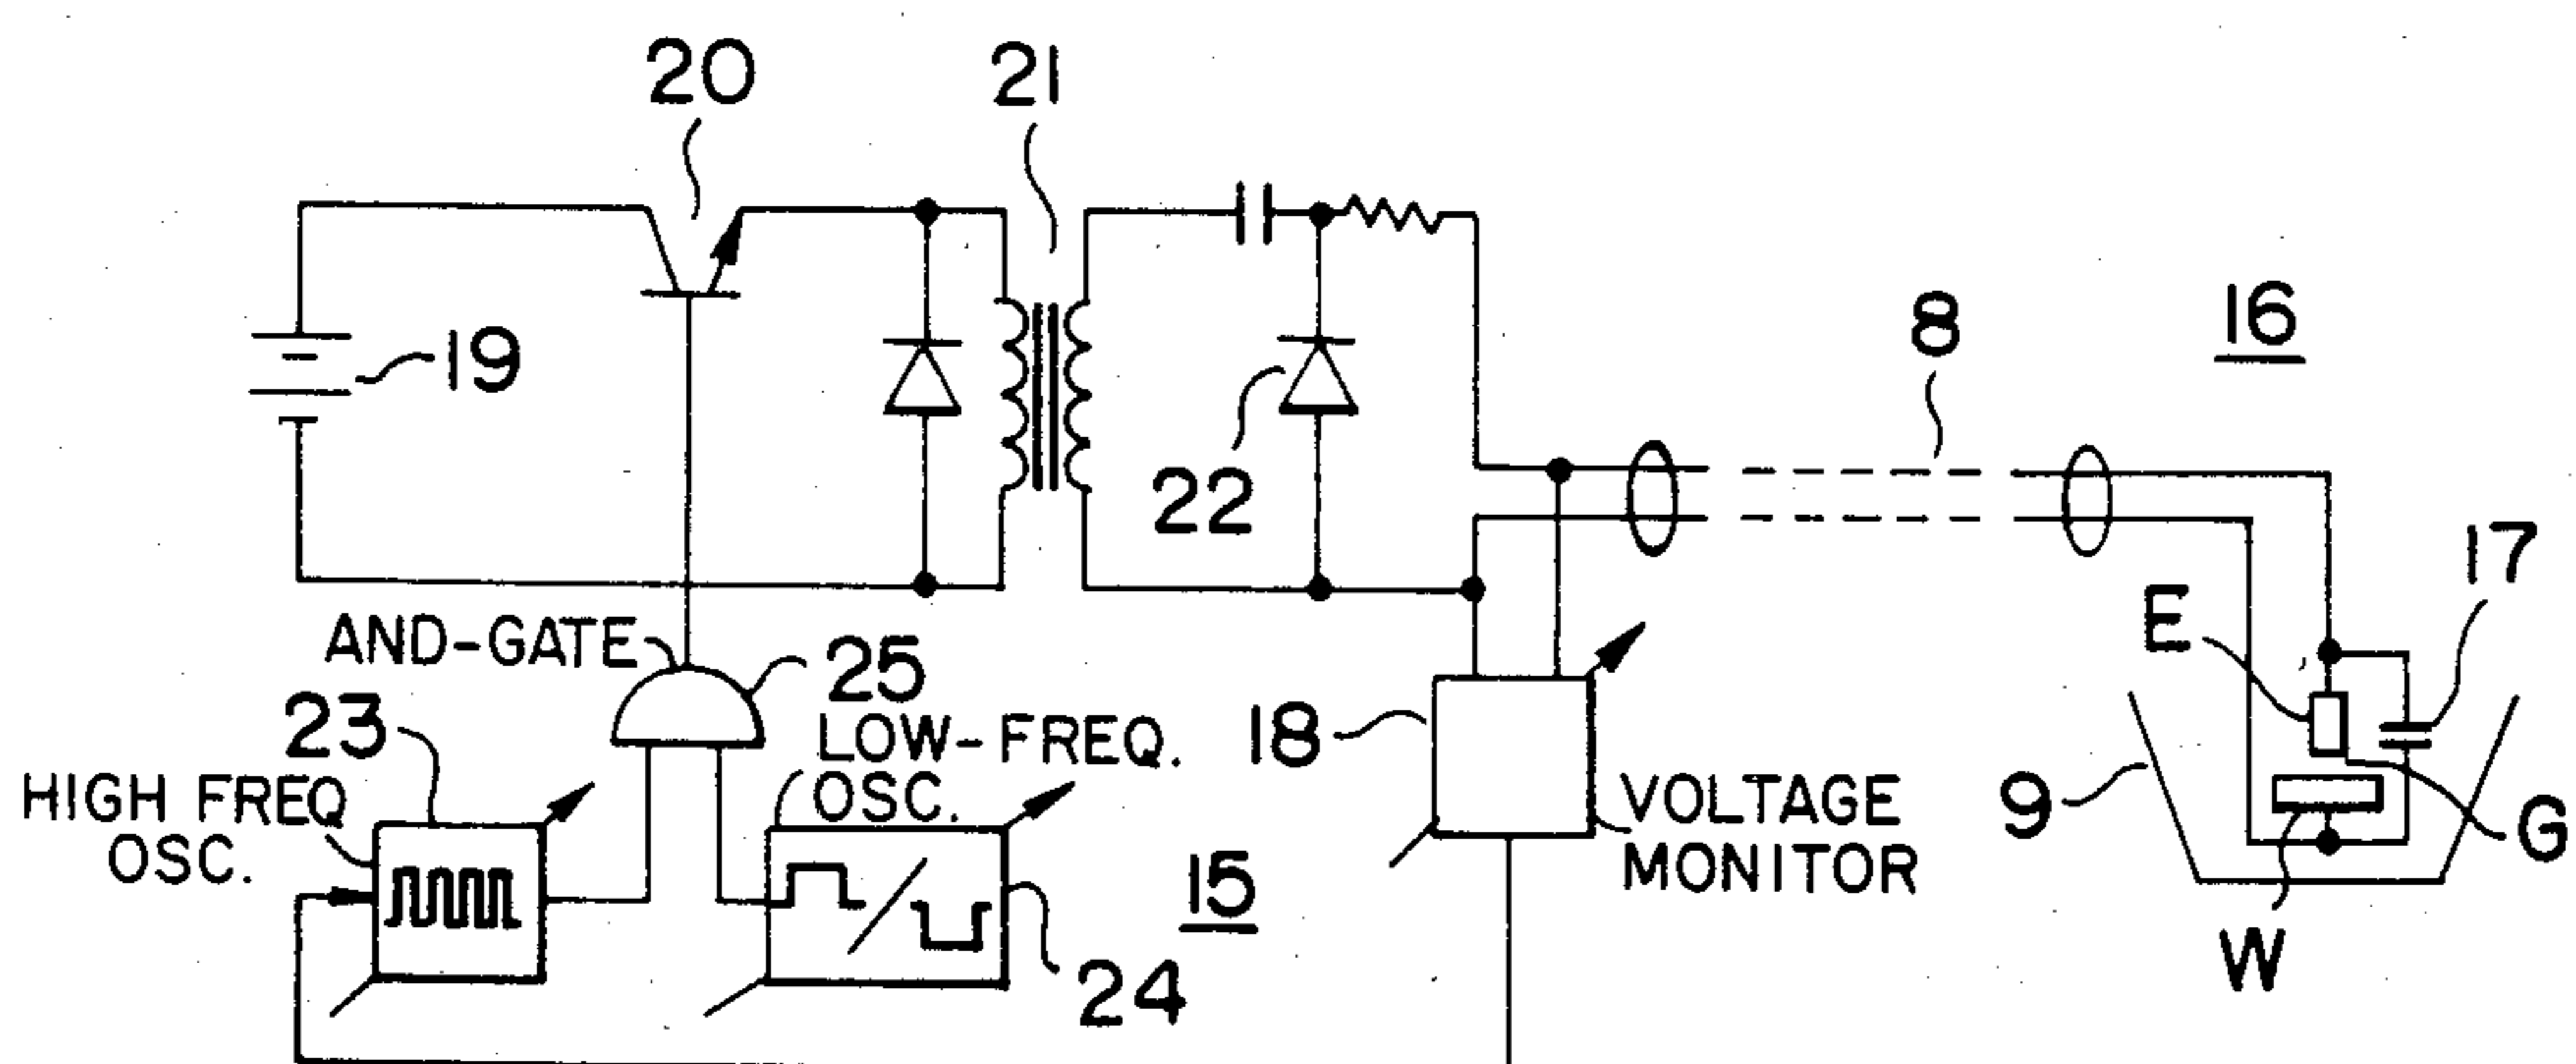 20
21
19
22
8
16
17
E
AND-GATE
25
23
LOW-FREQ.
OSC.
18
HIGH FREQ
OSC.
VOLTAGE
MONITOR
9
G
15
24
W